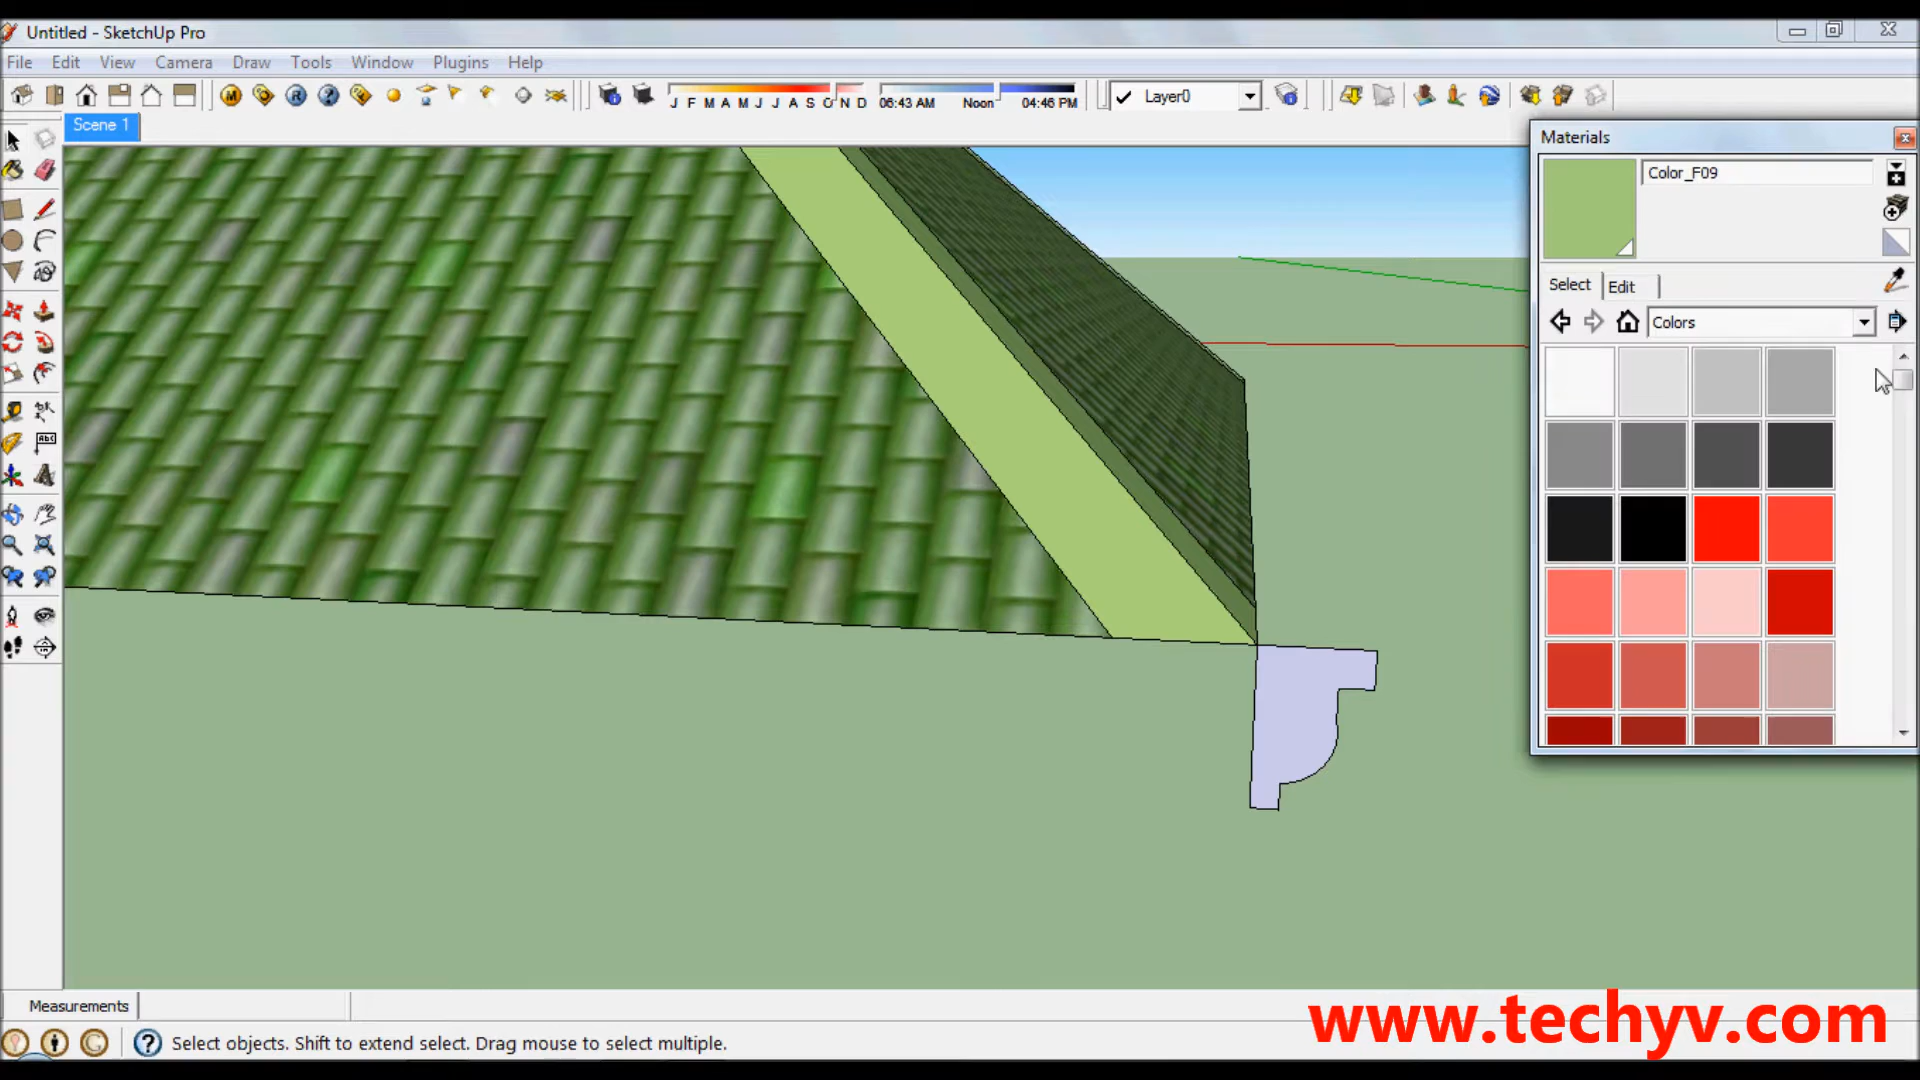 Untitled - SketchUp Pro
File Edit View Camera Draw Tools Window Plugins Help
J F M A M J J A S O N D 06:43 AM Noon 04:46 PM Layer0
Scene 1
Materials
Color_F09
Select Edit
Colors
Measurements
Select objects. Shift to extend select. Drag mouse to select multiple.
www.techyv.com